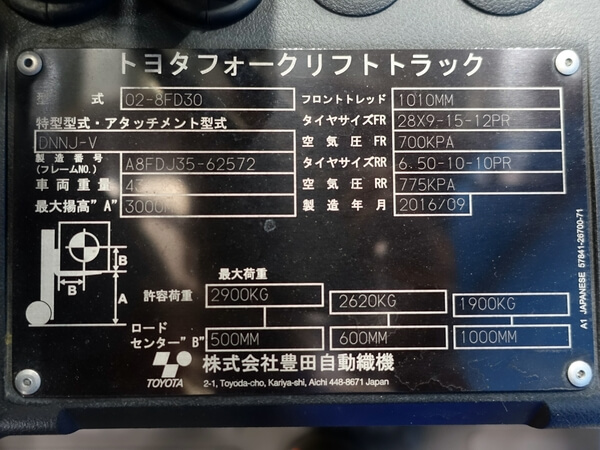 トヨタフォークリフトトラック
型 式 02-8FD30 フロントトレッド 1010MM
特型型式・アタッチメント型式 タイヤサイズFR 28X9-15-12PR
DNNJ-V 空気圧 FR 700KPA
製造番号 (フレームNO.) A8FDJ35-62572 タイヤサイズRR 6.50-10-10PR
車両重量 空気圧 RR 775KPA
最大揚高"A" 製造年月 2016/09
B
B
A
最大荷重
許容荷重 2900KG 2620KG 1900KG
ロードセンター"B" 500MM 600MM 1000MM
TOYOTA 株式会社豊田自動織機
2-1, Toyoda-cho, Kariya-shi, Aichi 448-8671 Japan
A1 JAPANESE 57841-26700-71